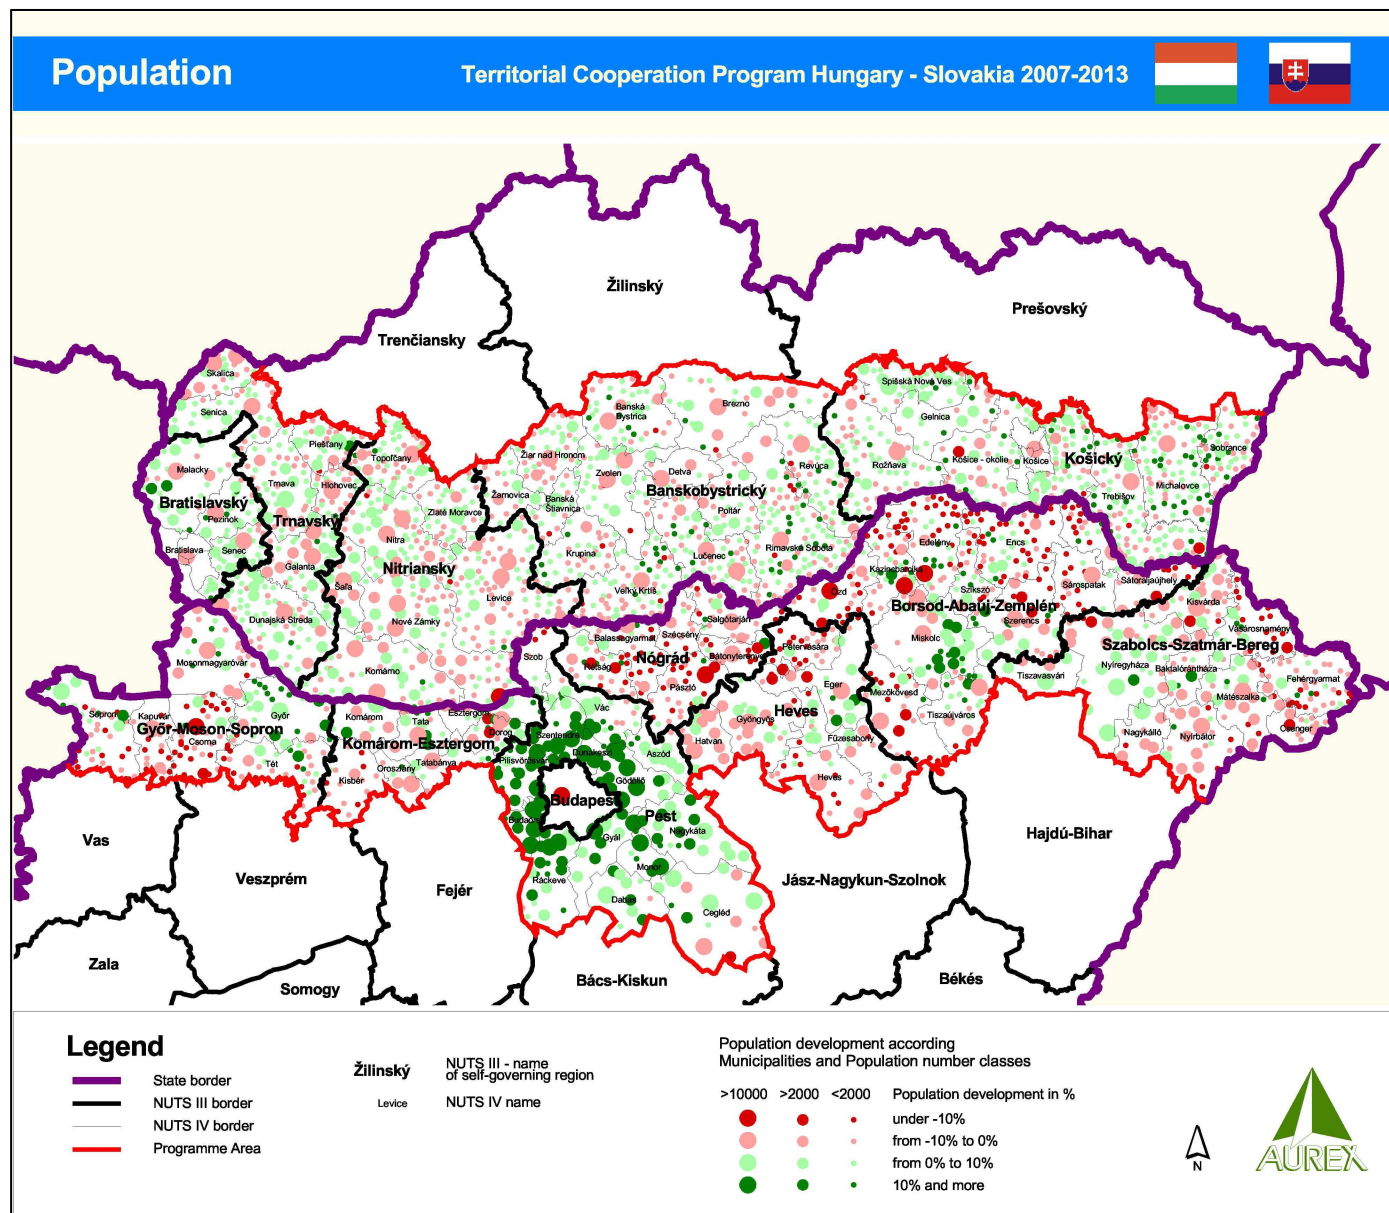 Population
Territorial Cooperation Program Hungary - Slovakia 2007-2013
Žilinský
Prešovský
Trenčiansky
Skalica
Senica
Spišská Nová Ves
Gelnica
Brezno
Banská
Bystrica
Piešťany
Topoľčany
Malacky
Trnava
Hlohovec
Bratislavský
Trnavský
Pezinok
Bratislava
Senec
Galanta
Zlaté Moravce
Nitra
Nitriansky
Šaľa
Levice
Nové Zámky
Dunajská Streda
Komárno
Žiar nad Hronom
Zvolen
Detva
Revúca
Žarnovica
Banská
Štiavnica
Banskobystrický
Poltár
Krupina
Lučenec
Rimavská Sobota
Veľký Krtíš
Rožňava
Košice - okolie
Košice
Košický
Sobrance
Michalovce
Trebišov
Edelény
Encs
Kazincbarcika
Ózd
Szikszó
Borsod-Abaúj-Zemplén
Sárospatak
Sátoraljaújhely
Szerencs
Miskolc
Mezőkövesd
Tiszaújváros
Tiszavasvári
Kisvárda
Vásárosnamény
Szabolcs-Szatmár-Bereg
Nyíregyháza
Baktalórántháza
Fehérgyarmat
Mátészalka
Nagykálló
Nyírbátor
Csenger
Salgótarján
Szécsény
Balassagyarmat
Nógrád
Bátonyterenye
Rétság
Pásztó
Szob
Pétervására
Eger
Heves
Gyöngyös
Füzesabony
Hatvan
Heves
Mosonmagyaróvár
Sopron
Kapuvár
Győr
Győr-Moson-Sopron
Csorna
Tét
Komárom
Tata
Esztergom
Dorog
Komárom-Esztergom
Tatabánya
Oroszlány
Kisbér
Vác
Szentendre
Dunakeszi
Aszód
Pilisvörösvár
Gödöllő
Budapest
Pest
Nagykáta
Gyál
Monor
Ráckeve
Dabas
Cegléd
Vas
Veszprém
Fejér
Jász-Nagykun-Szolnok
Hajdú-Bihar
Zala
Somogy
Bács-Kiskun
Békés
Legend
State border
NUTS III border
NUTS IV border
Programme Area
Žilinský
NUTS III - name
of self-governing region
Levice
NUTS IV name
Population development according
Municipalities and Population number classes
>10000 >2000 <2000 Population development in %
under -10%
from -10% to 0%
from 0% to 10%
10% and more
N
AUREX